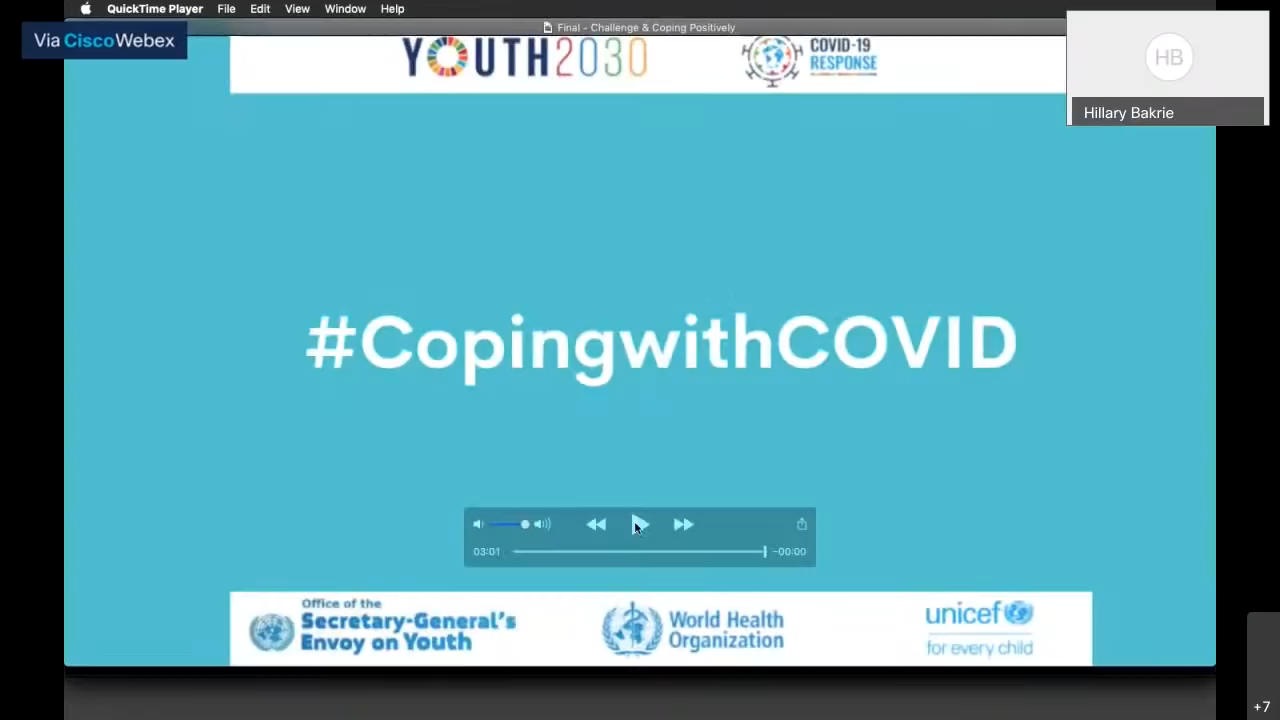 QuickTime Player File Edit View Window Help
Final - Challenge & Coping Positively
Via CiscoWebex
YOUTH2030
COVID-19
RESPONSE
HB
Hillary Bakrie
#CopingwithCOVID
03:01
-00:00
Office of the
Secretary-General's
Envoy on Youth
World Health
Organization
unicef
for every child
+7